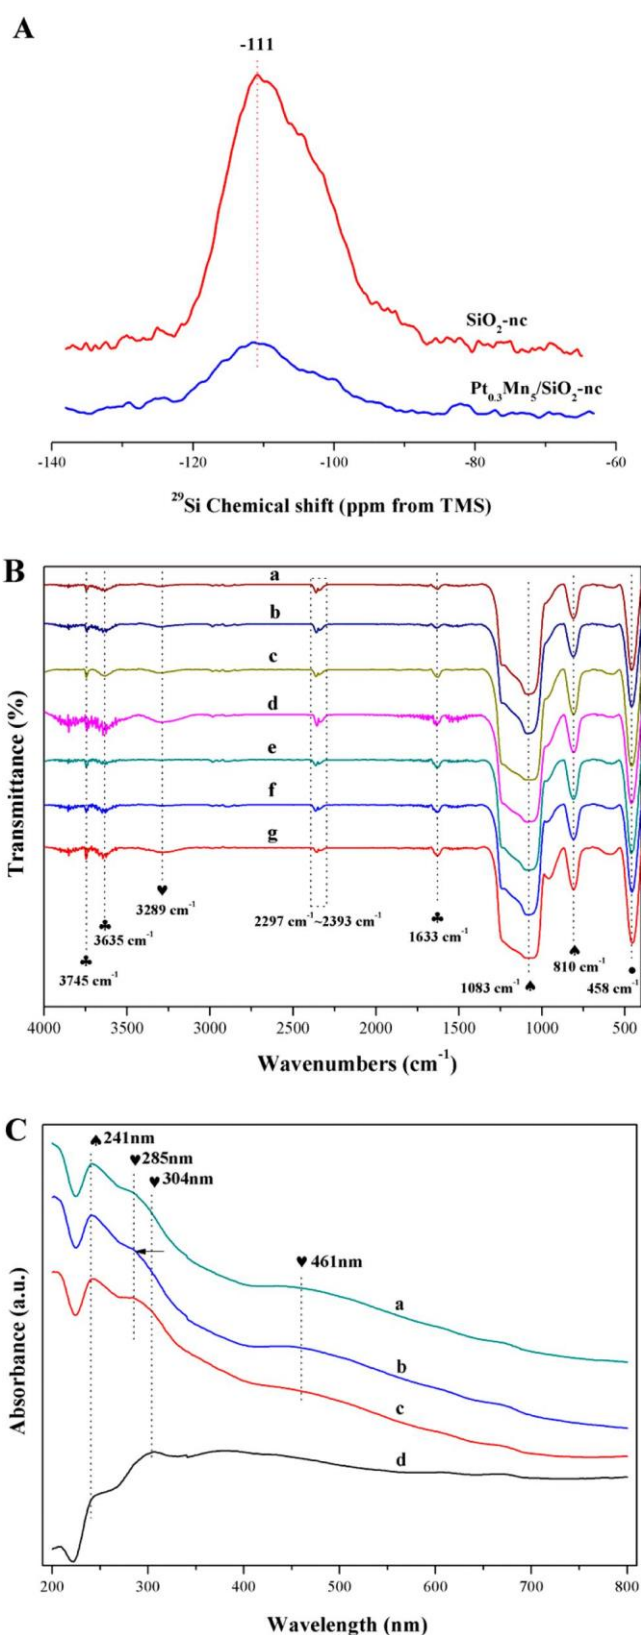 A
-111
SiO₂-nc
Pt₀.₃Mn₅/SiO₂-nc
-140 -120 -100 -80 -60
²⁹Si Chemical shift (ppm from TMS)
B
a
b
c
d
e
f
g
Transmittance (%)
♥
3289 cm⁻¹
2297 cm⁻¹~2393 cm⁻¹
♣
3635 cm⁻¹
♣
1633 cm⁻¹
♣
3745 cm⁻¹
1083 cm⁻¹ ♠
♠
810 cm⁻¹
●
458 cm⁻¹
4000 3500 3000 2500 2000 1500 1000 500
Wavenumbers (cm⁻¹)
C
♠ 241nm
♥ 285nm
♥ 304nm
♥ 461nm
a
b
c
d
Absorbance (a.u.)
200 300 400 500 600 700 800
Wavelength (nm)